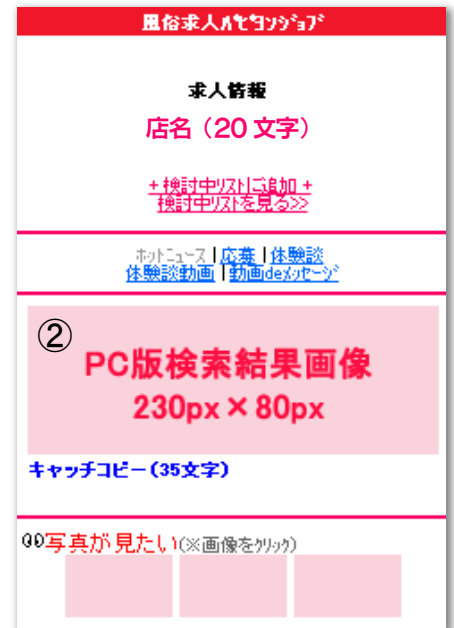 風俗求人ﾊﾋﾟﾖﾝｼﾞｮﾌﾞ
求人情報
店名（20文字）
+ 検討中ﾘｽﾄに追加 +
検討中ﾘｽﾄを見る>>
ﾎｯﾄﾆｭｰｽ | 応募 | 体験談
体験談動画 | 動画deﾒｯｾｰｼﾞ
②
PC版検索結果画像
230px×80px
キャッチコピー(35文字)
写真が見たい(※画像をｸﾘｯｸ)